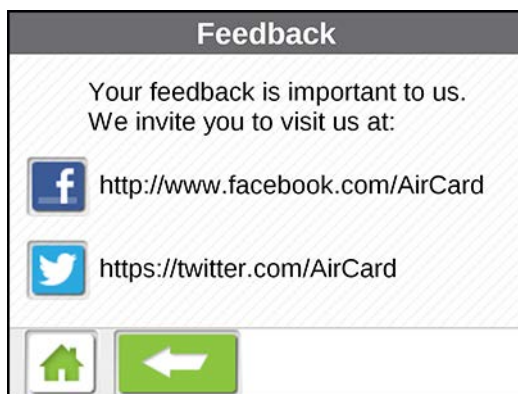 Feedback
Your feedback is important to us.
We invite you to visit us at:
http://www.facebook.com/AirCard
https://twitter.com/AirCard